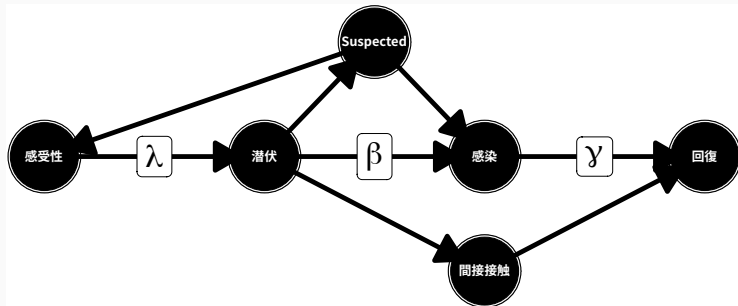 Suspected
感受性
λ
潜伏
β
感染
γ
回復
間接接触